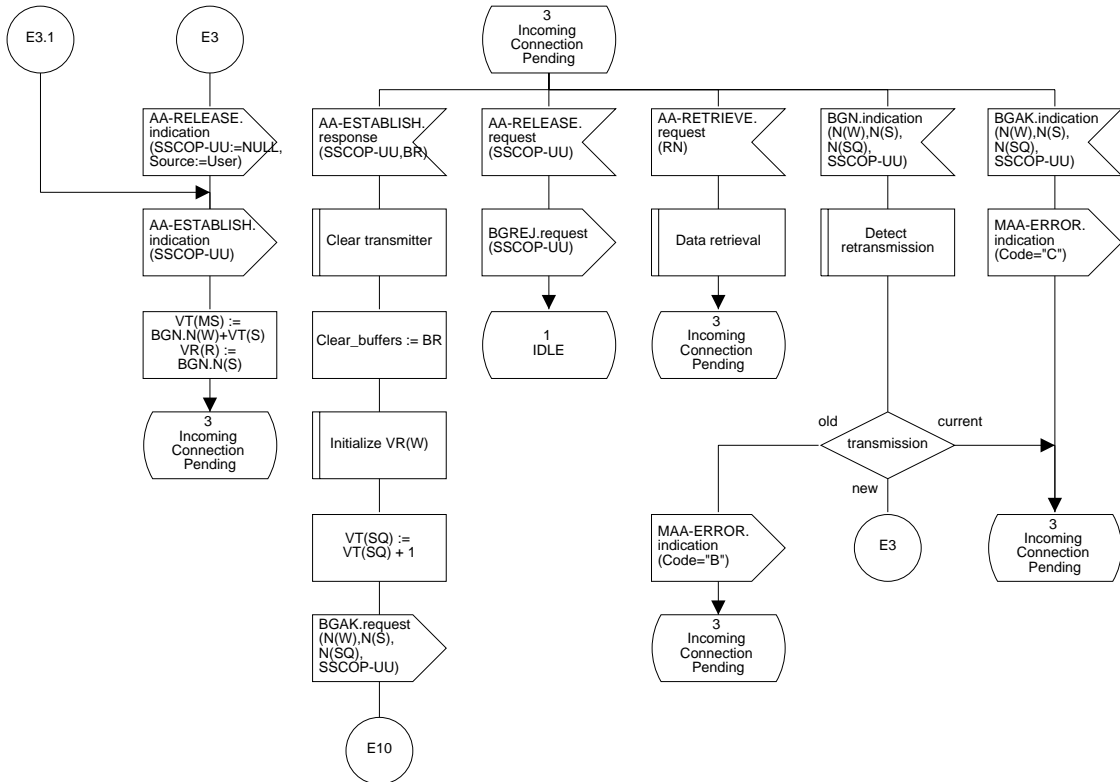 E3.1
E3
3
Incoming
Connection
Pending
AA-RELEASE.
indication
(SSCOP-UU:=NULL,
Source:=User)
AA-ESTABLISH.
response
(SSCOP-UU,BR)
AA-RELEASE.
request
(SSCOP-UU)
AA-RETRIEVE.
request
(RN)
BGN.indication
(N(W),N(S),
N(SQ),
SSCOP-UU)
BGAK.indication
(N(W),N(S),
N(SQ),
SSCOP-UU)
AA-ESTABLISH.
indication
(SSCOP-UU)
Clear transmitter
BGREJ.request
(SSCOP-UU)
Data retrieval
Detect
retransmission
MAA-ERROR.
indication
(Code="C")
VT(MS) :=
BGN.N(W)+VT(S)
VR(R) :=
BGN.N(S)
Clear_buffers := BR
1
IDLE
3
Incoming
Connection
Pending
3
Incoming
Connection
Pending
Initialize VR(W)
old
transmission
current
new
VT(SQ) :=
VT(SQ) + 1
MAA-ERROR.
indication
(Code="B")
E3
3
Incoming
Connection
Pending
BGAK.request
(N(W),N(S),
N(SQ),
SSCOP-UU)
3
Incoming
Connection
Pending
E10